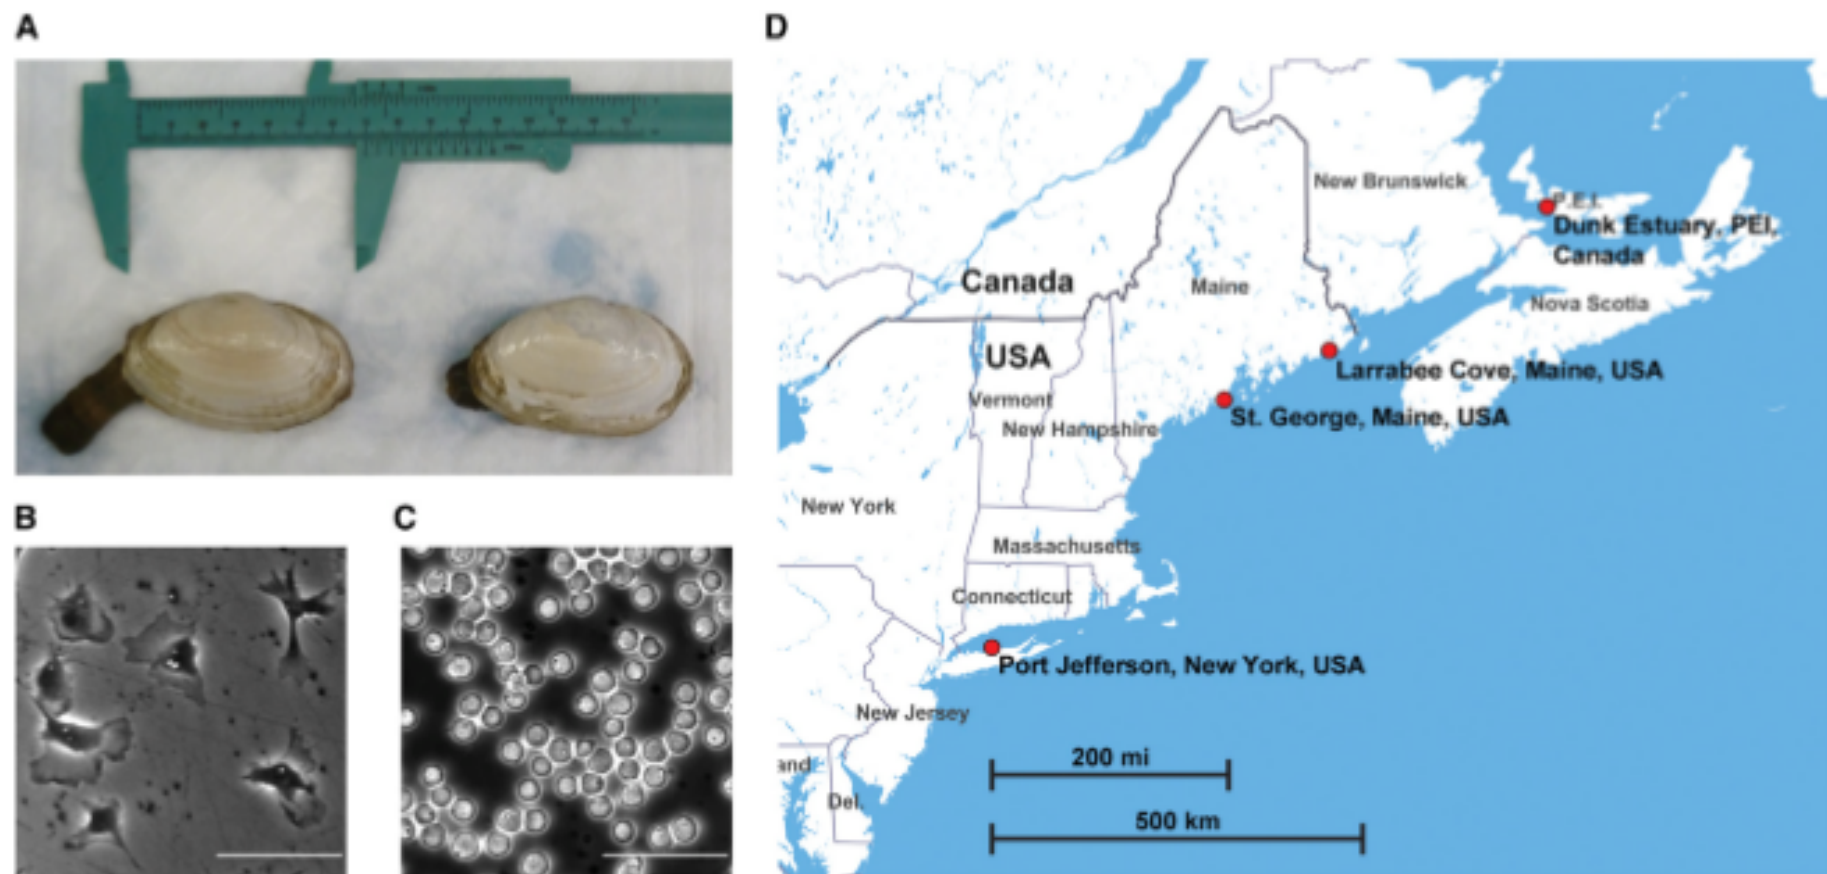 A
D
B
C
New Brunswick
P.E.I.
Dunk Estuary, PEI,
Canada
Canada
Maine
Nova Scotia
USA
Larrabee Cove, Maine, USA
Vermont
St. George, Maine, USA
New Hampshire
New York
Massachusetts
Connecticut
Port Jefferson, New York, USA
New Jersey
and
Del.
200 mi
500 km